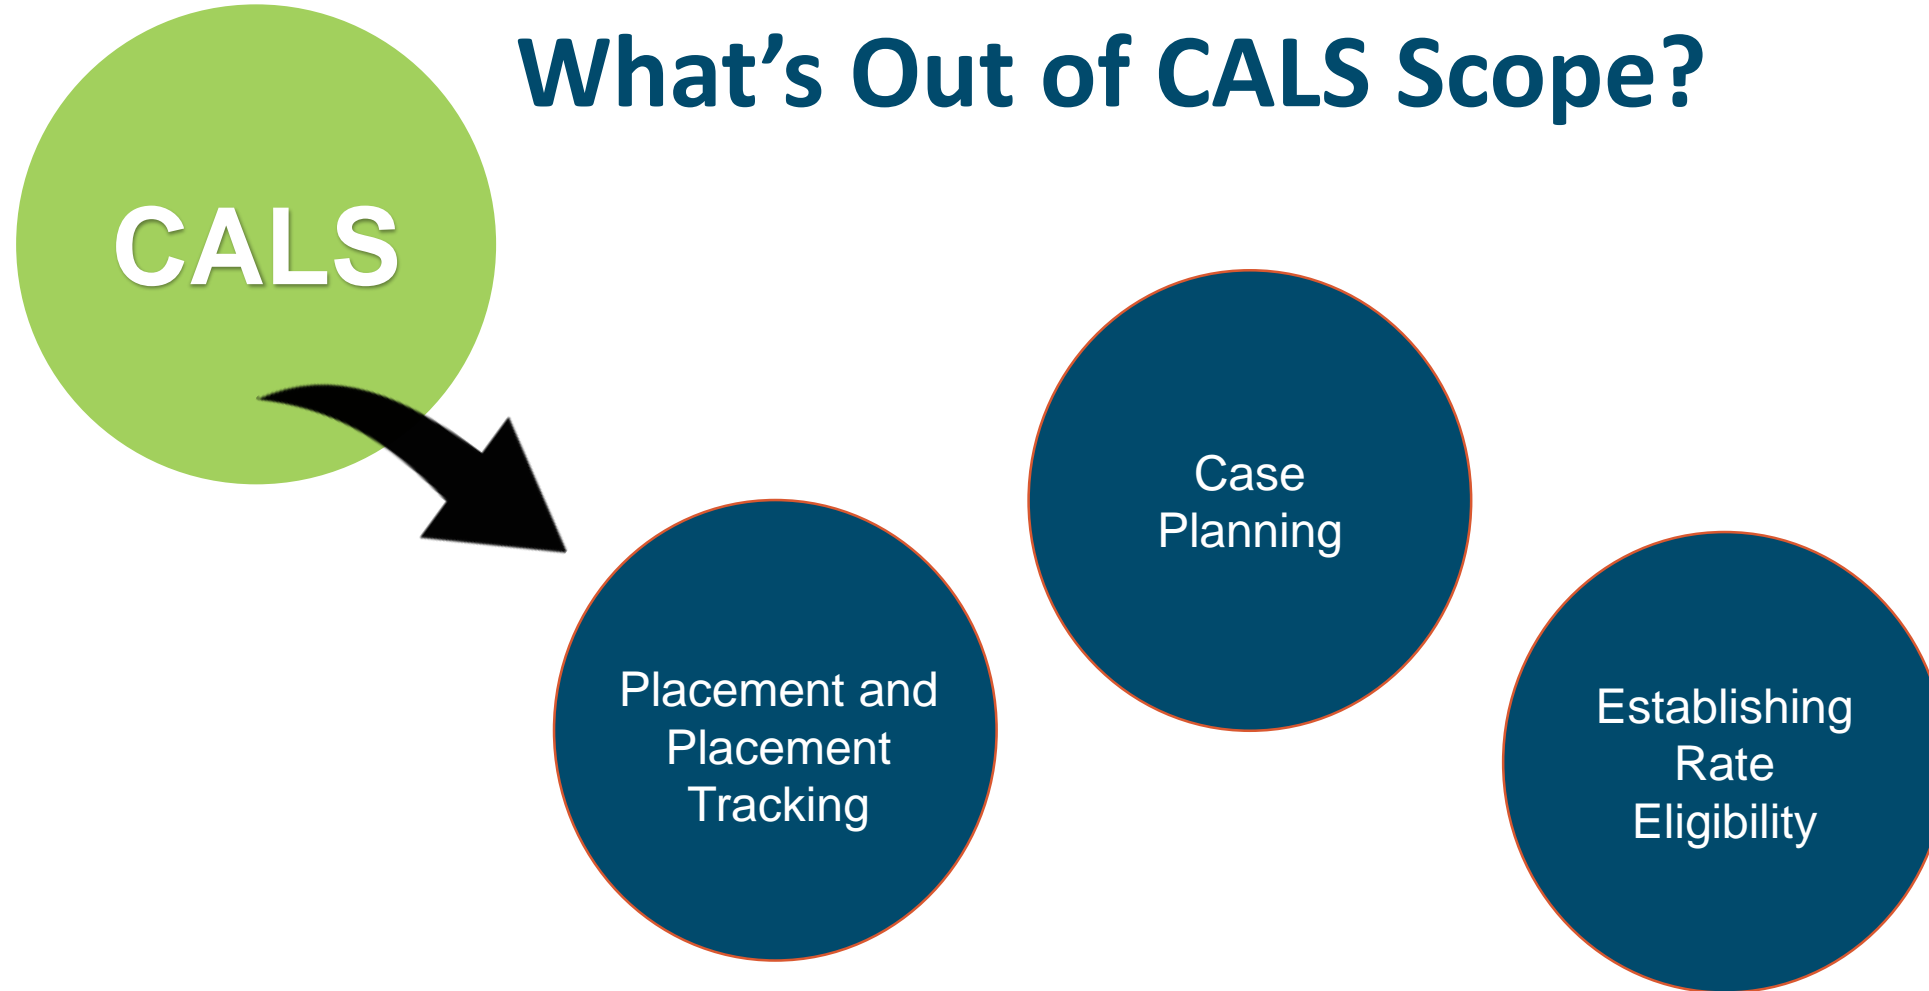 What’s Out of CALS Scope?
CALS
Placement and
Placement
Tracking
Case
Planning
Establishing
Rate
Eligibility